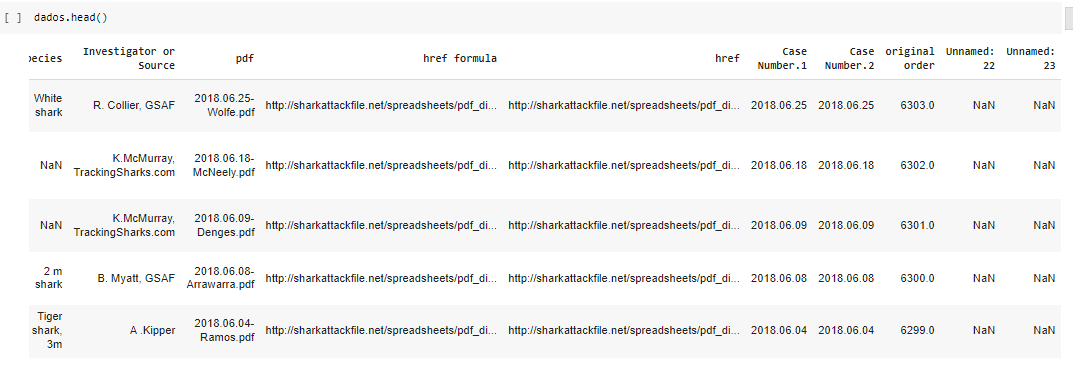 [ ] dados.head()
pecies Investigator or Source pdf href formula href Case Number.1 Case Number.2 original order Unnamed: 22 Unnamed: 23
White shark R. Collier, GSAF 2018.06.25-Wolfe.pdf http://sharkattackfile.net/spreadsheets/pdf_di... http://sharkattackfile.net/spreadsheets/pdf_di... 2018.06.25 2018.06.25 6303.0 NaN NaN
NaN K.McMurray, TrackingSharks.com 2018.06.18-McNeely.pdf http://sharkattackfile.net/spreadsheets/pdf_di... http://sharkattackfile.net/spreadsheets/pdf_di... 2018.06.18 2018.06.18 6302.0 NaN NaN
NaN K.McMurray, TrackingSharks.com 2018.06.09-Denges.pdf http://sharkattackfile.net/spreadsheets/pdf_di... http://sharkattackfile.net/spreadsheets/pdf_di... 2018.06.09 2018.06.09 6301.0 NaN NaN
2 m shark B. Myatt, GSAF 2018.06.08-Arrawarra.pdf http://sharkattackfile.net/spreadsheets/pdf_di... http://sharkattackfile.net/spreadsheets/pdf_di... 2018.06.08 2018.06.08 6300.0 NaN NaN
Tiger shark, 3m A .Kipper 2018.06.04-Ramos.pdf http://sharkattackfile.net/spreadsheets/pdf_di... http://sharkattackfile.net/spreadsheets/pdf_di... 2018.06.04 2018.06.04 6299.0 NaN NaN